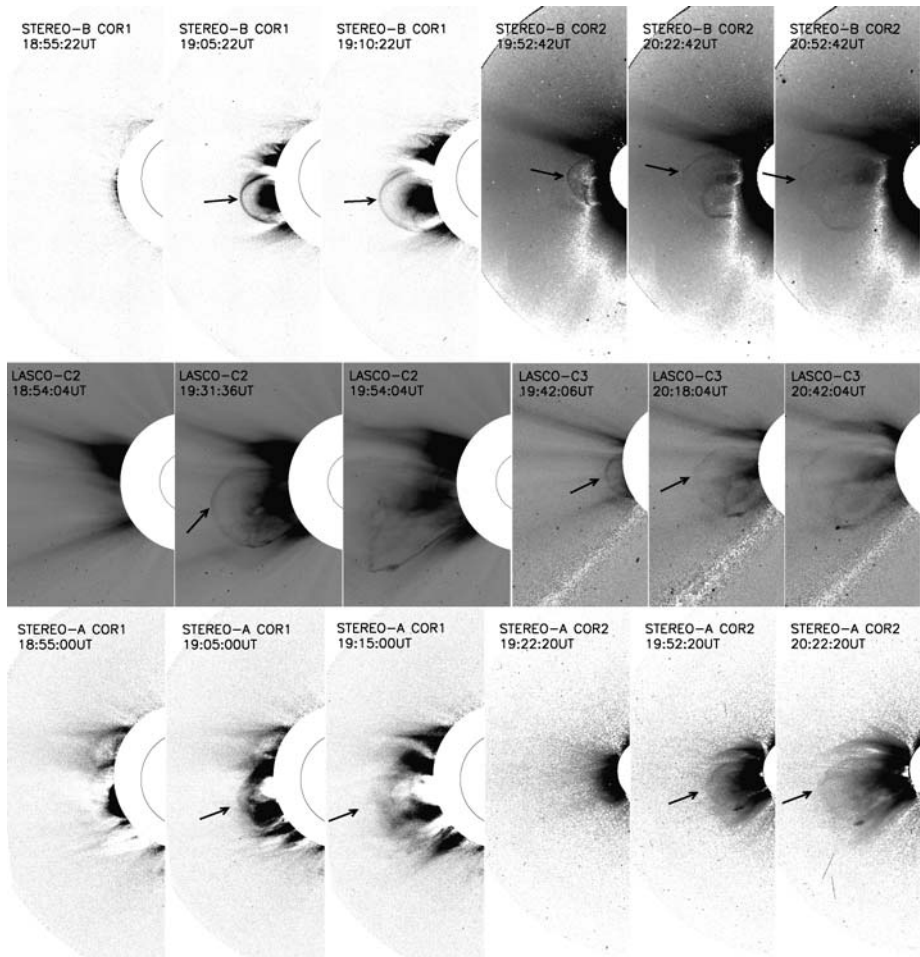 STEREO-B COR1
18:55:22UT
STEREO-B COR1
19:05:22UT
STEREO-B COR1
19:10:22UT
STEREO-B COR2
19:52:42UT
STEREO-B COR2
20:22:42UT
STEREO-B COR2
20:52:42UT
LASCO-C2
18:54:04UT
LASCO-C2
19:31:36UT
LASCO-C2
19:54:04UT
LASCO-C3
19:42:06UT
LASCO-C3
20:18:04UT
LASCO-C3
20:42:04UT
STEREO-A COR1
18:55:00UT
STEREO-A COR1
19:05:00UT
STEREO-A COR1
19:15:00UT
STEREO-A COR2
19:22:20UT
STEREO-A COR2
19:52:20UT
STEREO-A COR2
20:22:20UT